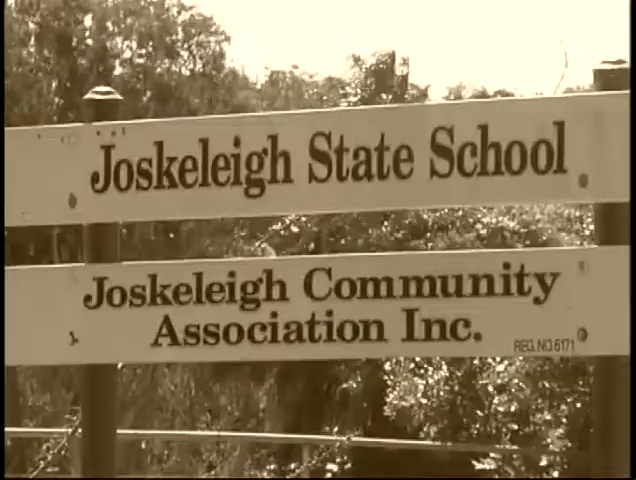 Joskeleigh State School
Joskeleigh Community
Association Inc.
REG. NO. 6171